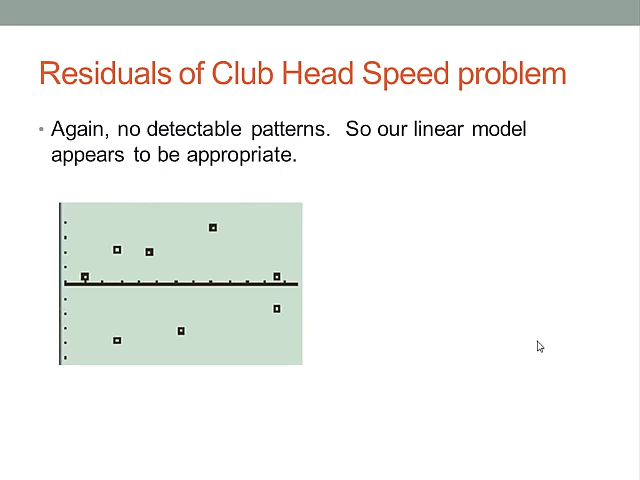 Residuals of Club Head Speed problem
• Again, no detectable patterns. So our linear model
appears to be appropriate.